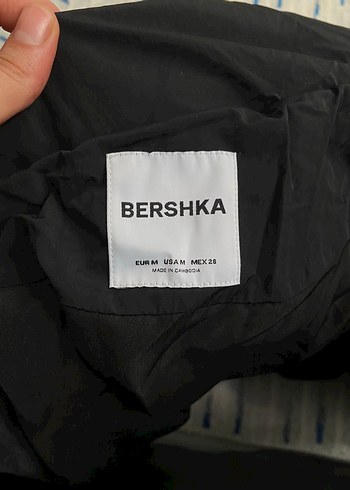 BERSHKA
EUR M USA M MEX 28
MADE IN CAMBODIA